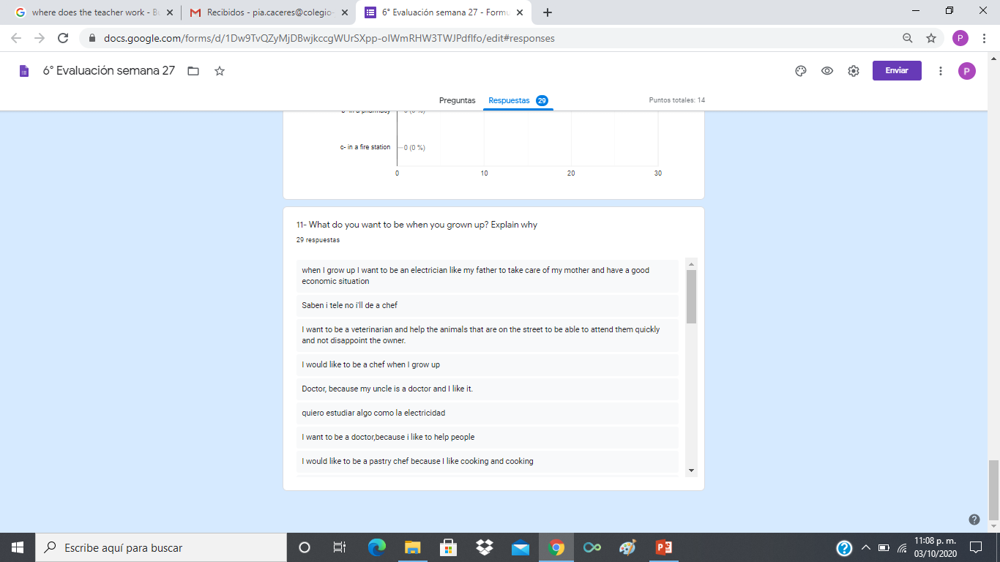 where does the teacher work - B
Recibidos - pia.caceres@colegio-
6° Evaluación semana 27 - Formu
docs.google.com/forms/d/1Dw9TvQZyMjDBwjkccgWUrSXpp-oIWmRHW3TWJPdfIfo/edit#responses
P
6° Evaluación semana 27
Enviar
P
Preguntas
Respuestas 29
Puntos totales: 14
c- in a fire station
0 (0 %)
0 10 20 30
11- What do you want to be when you grown up? Explain why
29 respuestas
when I grow up I want to be an electrician like my father to take care of my mother and have a good
economic situation
Saben i tele no i'll de a chef
I want to be a veterinarian and help the animals that are on the street to be able to attend them quickly
and not disappoint the owner.
I would like to be a chef when I grow up
Doctor, because my uncle is a doctor and I like it.
quiero estudiar algo como la electricidad
I want to be a doctor,because i like to help people
I would like to be a pastry chef because I like cooking and cooking
Escribe aquí para buscar
11:08 p. m.
03/10/2020